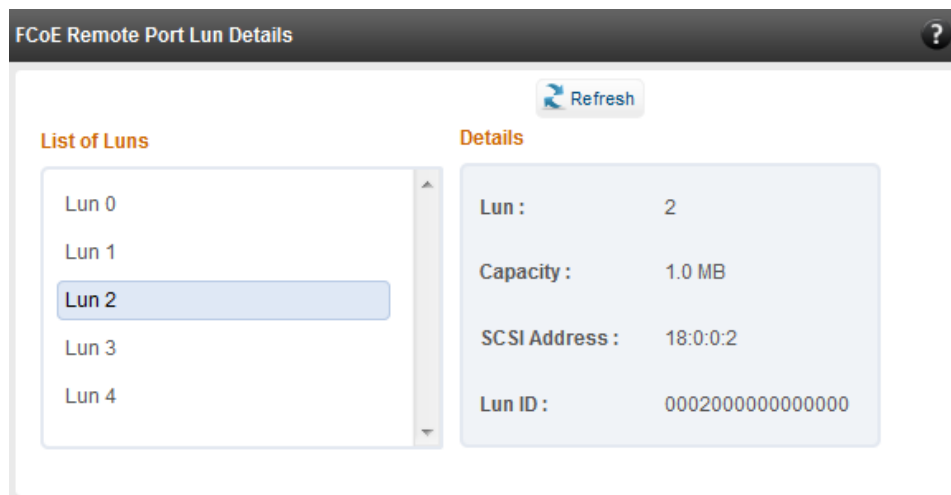 FCoE Remote Port Lun Details
?
Refresh
List of Luns
Details
Lun 0
Lun 1
Lun 2
Lun 3
Lun 4
Lun : 2
Capacity : 1.0 MB
SCSI Address : 18:0:0:2
Lun ID : 0002000000000000